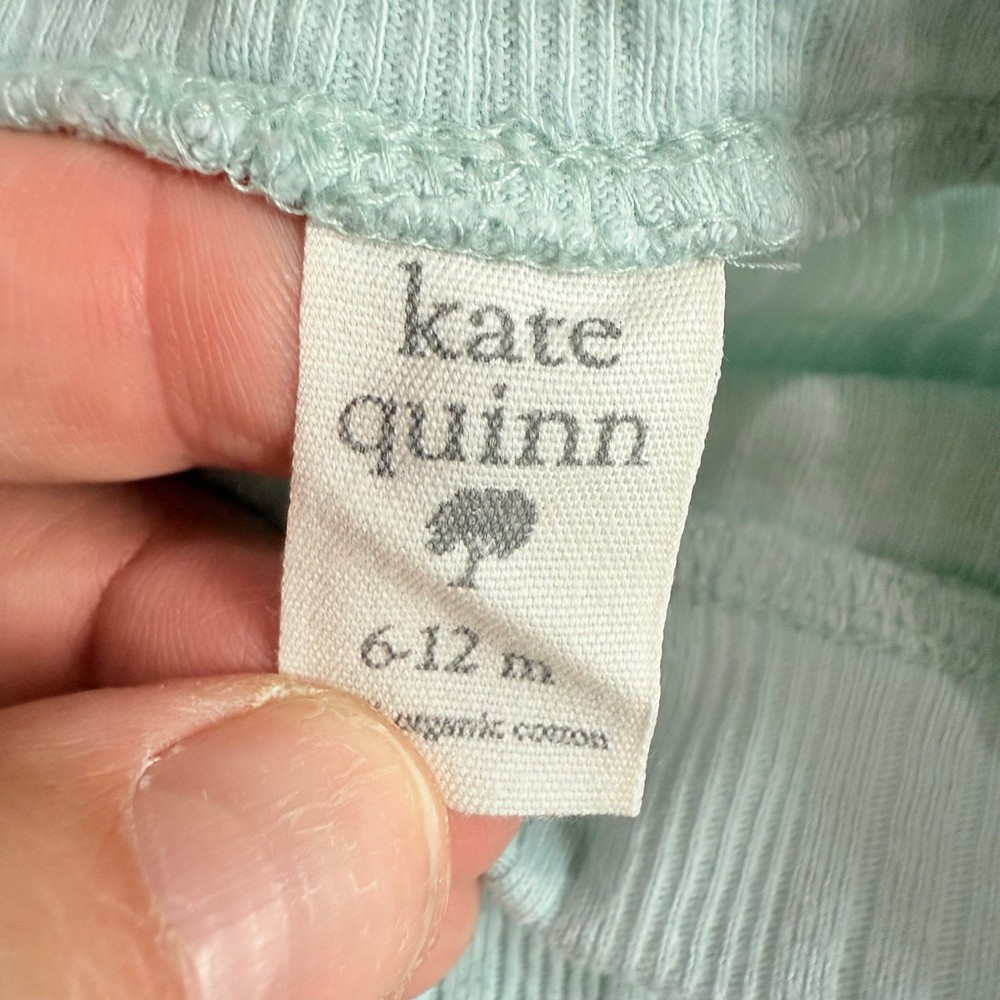 kate
quinn
6-12 m
organic cotton